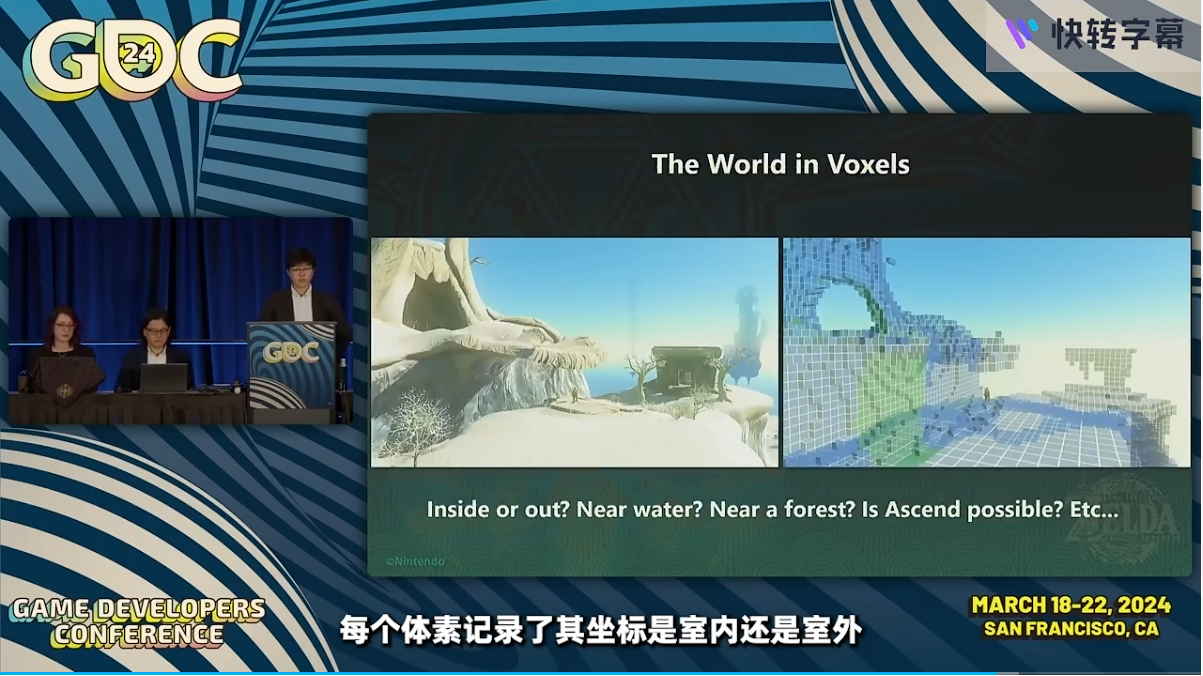 GDC
24
快转字幕
The World in Voxels
GDC
Inside or out? Near water? Near a forest? Is Ascend possible? Etc...
ZELDA
©Nintendo
GAME DEVELOPERS
CONFERENCE
每个体素记录了其坐标是室内还是室外
MARCH 18-22, 2024
SAN FRANCISCO, CA